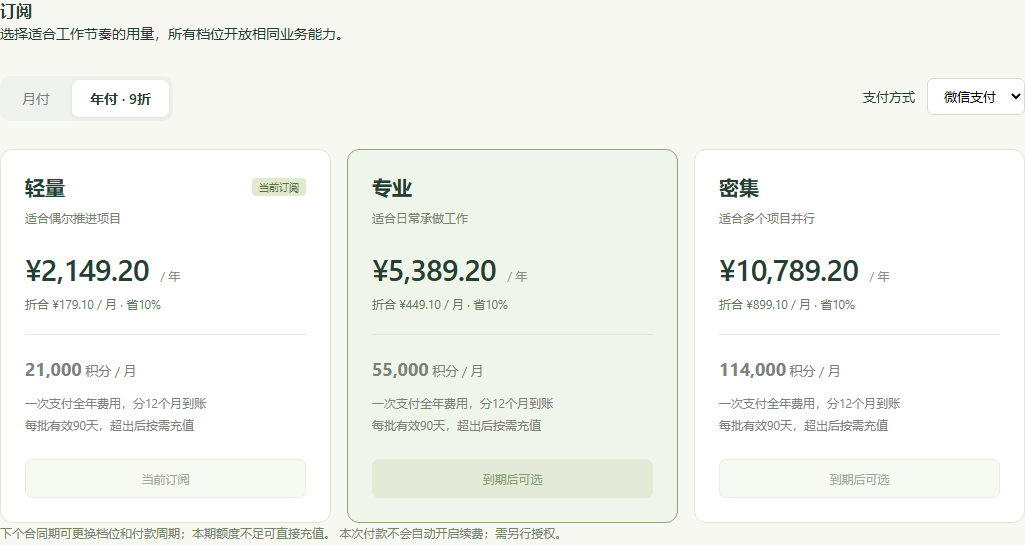 订阅
选择适合工作节奏的用量，所有档位开放相同业务能力。
月付 年付 · 9折 支付方式 微信支付
轻量 当前订阅
适合偶尔推进项目
¥2,149.20 / 年
折合 ¥179.10 / 月 · 省10%
21,000 积分 / 月
一次支付全年费用，分12个月到账
每批有效90天，超出后按需充值
当前订阅
专业
适合日常承做工作
¥5,389.20 / 年
折合 ¥449.10 / 月 · 省10%
55,000 积分 / 月
一次支付全年费用，分12个月到账
每批有效90天，超出后按需充值
到期后可选
密集
适合多个项目并行
¥10,789.20 / 年
折合 ¥899.10 / 月 · 省10%
114,000 积分 / 月
一次支付全年费用，分12个月到账
每批有效90天，超出后按需充值
到期后可选
下个合同期可更换档位和付款周期；本期额度不足可直接充值。 本次付款不会自动开启续费；需另行授权。